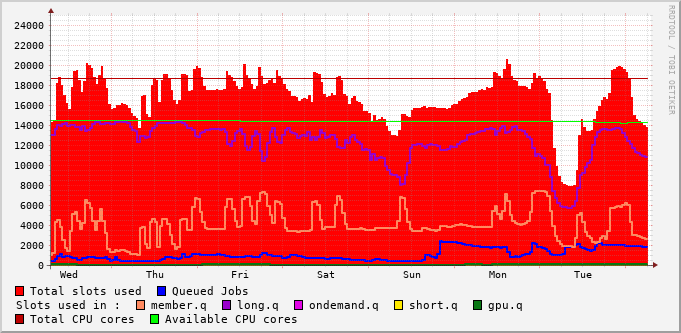 24000
22000
20000
18000
16000
14000
12000
10000
8000
6000
4000
2000
0
Wed Thu Fri Sat Sun Mon Tue
Total slots used Queued Jobs
Slots used in : member.q long.q ondemand.q short.q gpu.q
Total CPU cores Available CPU cores
RRDTOOL / TOBI OETIKER